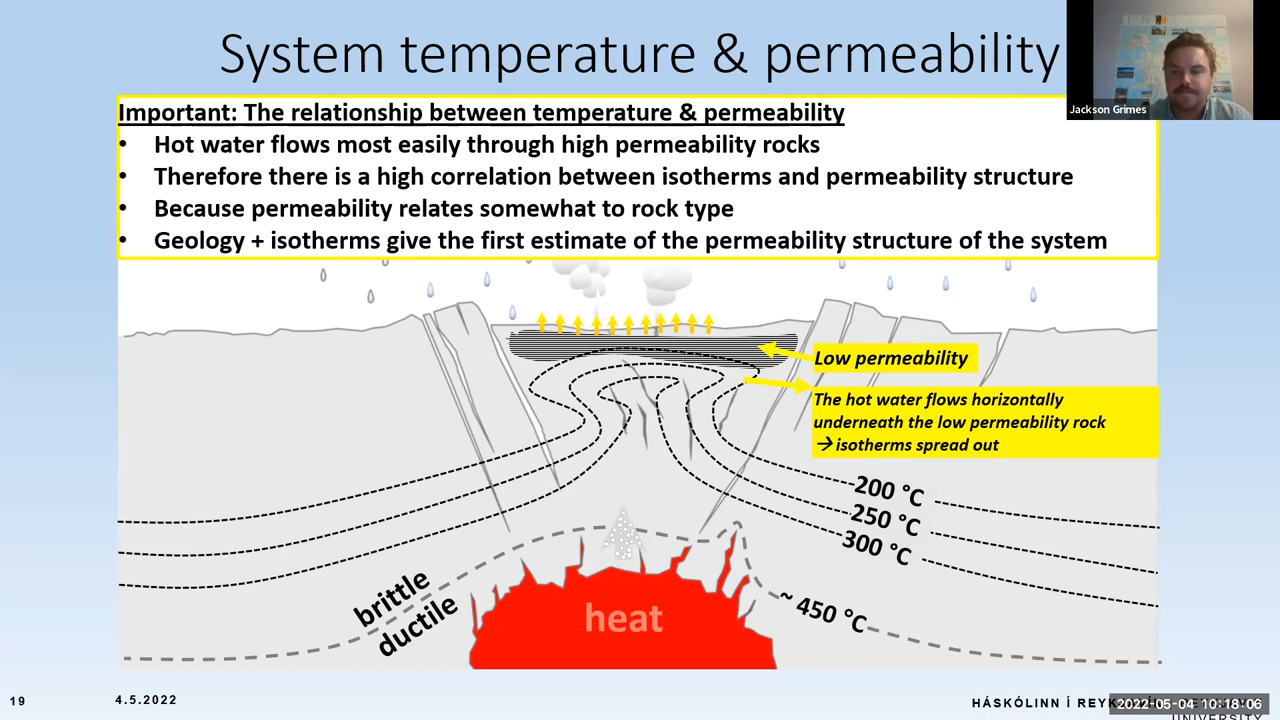 System temperature & permeability
Jackson Grimes
Important: The relationship between temperature & permeability
• Hot water flows most easily through high permeability rocks
• Therefore there is a high correlation between isotherms and permeability structure
• Because permeability relates somewhat to rock type
• Geology + isotherms give the first estimate of the permeability structure of the system
Low permeability
The hot water flows horizontally
underneath the low permeability rock
→ isotherms spread out
200 °C
250 °C
300 °C
brittle
ductile
heat
~ 450 °C
19
4.5.2022
HÁSKÓLINN Í
2022-05-04 10:18:06
UNIVERSITY